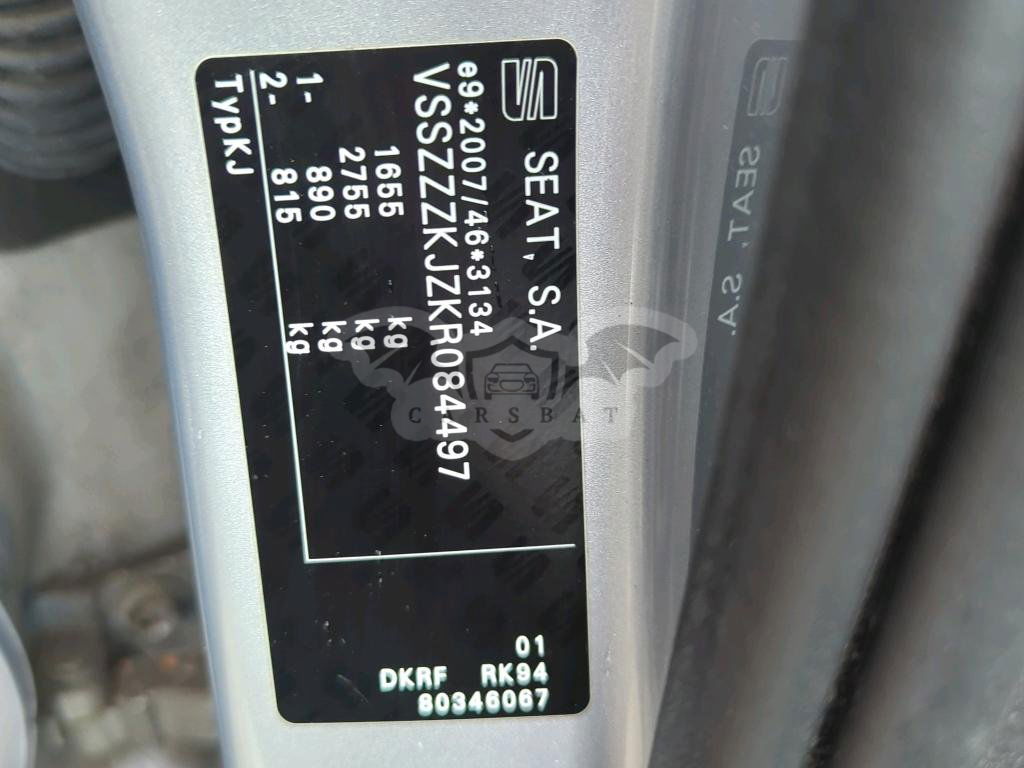 SEAT, S.A.
e9*2007/46*3134
VSSZZZKJZKR084497
1655 kg
2755 kg
1- 890 kg
2- 815 kg
TypKJ
01
DKRF RK94
80346067
CARSBAT
SEAT, S.A.